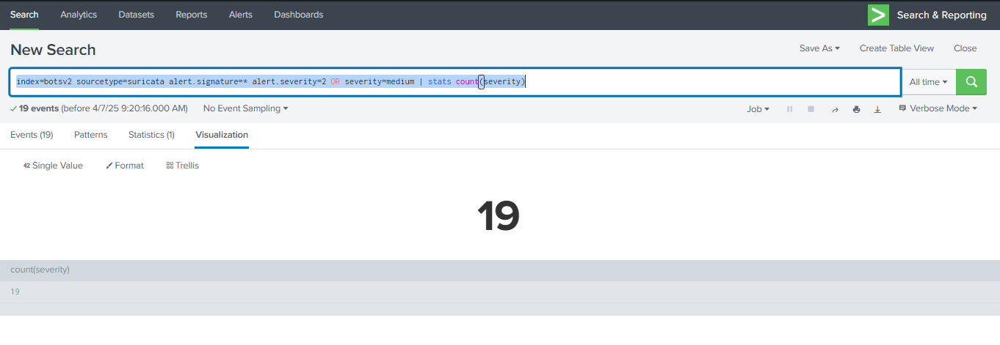 Search Analytics Datasets Reports Alerts Dashboards > Search & Reporting
New Search Save As Create Table View Close
index=botsv2 sourcetype=suricata alert.signature=* alert.severity=2 OR severity=medium | stats count(severity) All time
19 events (before 4/7/25 9:20:16.000 AM) No Event Sampling Job Verbose Mode
Events (19) Patterns Statistics (1) Visualization
42 Single Value Format Trellis
19
count(severity)
19